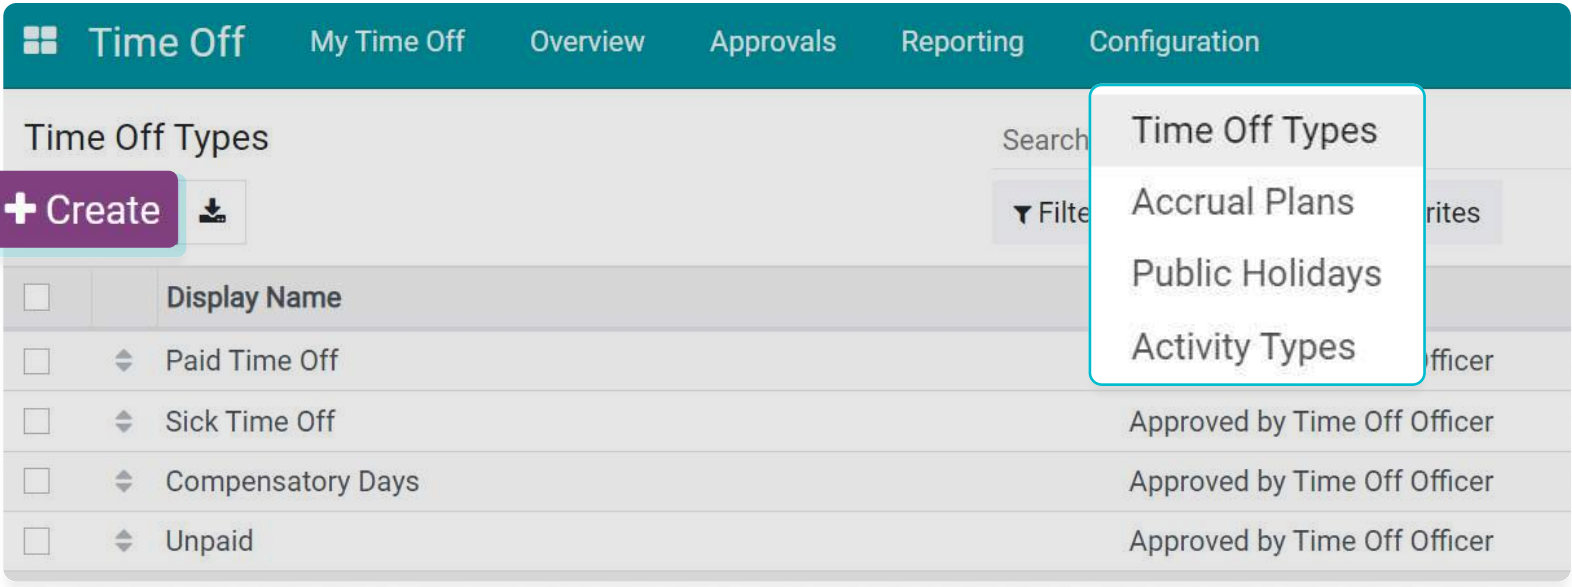 Time Off My Time Off Overview Approvals Reporting Configuration
Time Off Types
Search
Time Off Types
Accrual Plans
Public Holidays
Activity Types
+ Create
Filte
rites
Display Name
Paid Time Off
fficer
Sick Time Off Approved by Time Off Officer
Compensatory Days Approved by Time Off Officer
Unpaid Approved by Time Off Officer